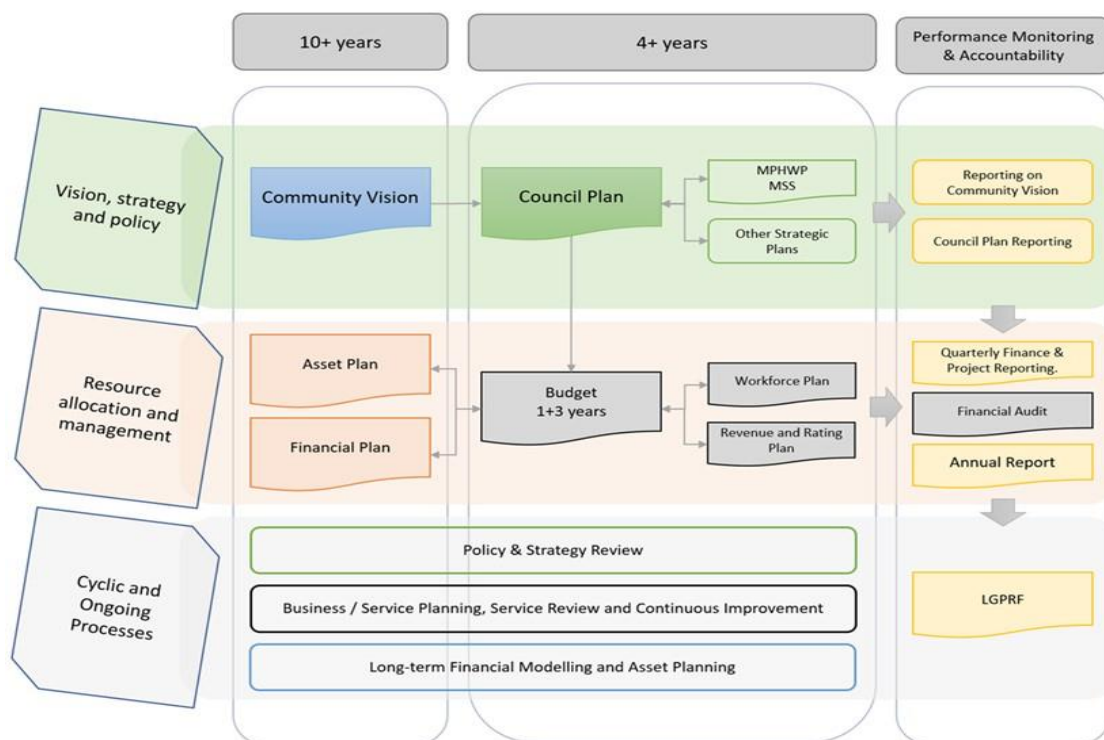 10+ years
4+ years
Performance Monitoring
& Accountability
Vision, strategy
and policy
Community Vision
Council Plan
MPHWP
MSS
Other Strategic
Plans
Reporting on
Community Vision
Council Plan Reporting
Resource
allocation and
management
Asset Plan
Financial Plan
Budget
1+3 years
Workforce Plan
Revenue and Rating
Plan
Quarterly Finance &
Project Reporting.
Financial Audit
Annual Report
Cyclic and
Ongoing
Processes
Policy & Strategy Review
Business / Service Planning, Service Review and Continuous Improvement
Long-term Financial Modelling and Asset Planning
LGPRF